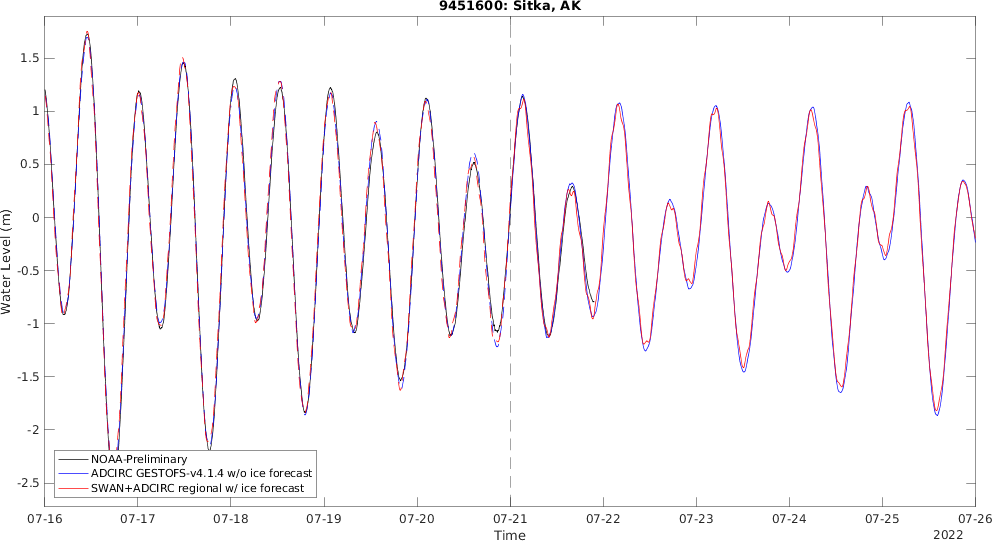 9451600: Sitka, AK
1.5
1
0.5
0
-0.5
-1
-1.5
-2
-2.5
Water Level (m)
NOAA-Preliminary
ADCIRC GESTOFS-v4.1.4 w/o ice forecast
SWAN+ADCIRC regional w/ ice forecast
07-16 07-17 07-18 07-19 07-20 07-21 07-22 07-23 07-24 07-25 07-26
Time
2022